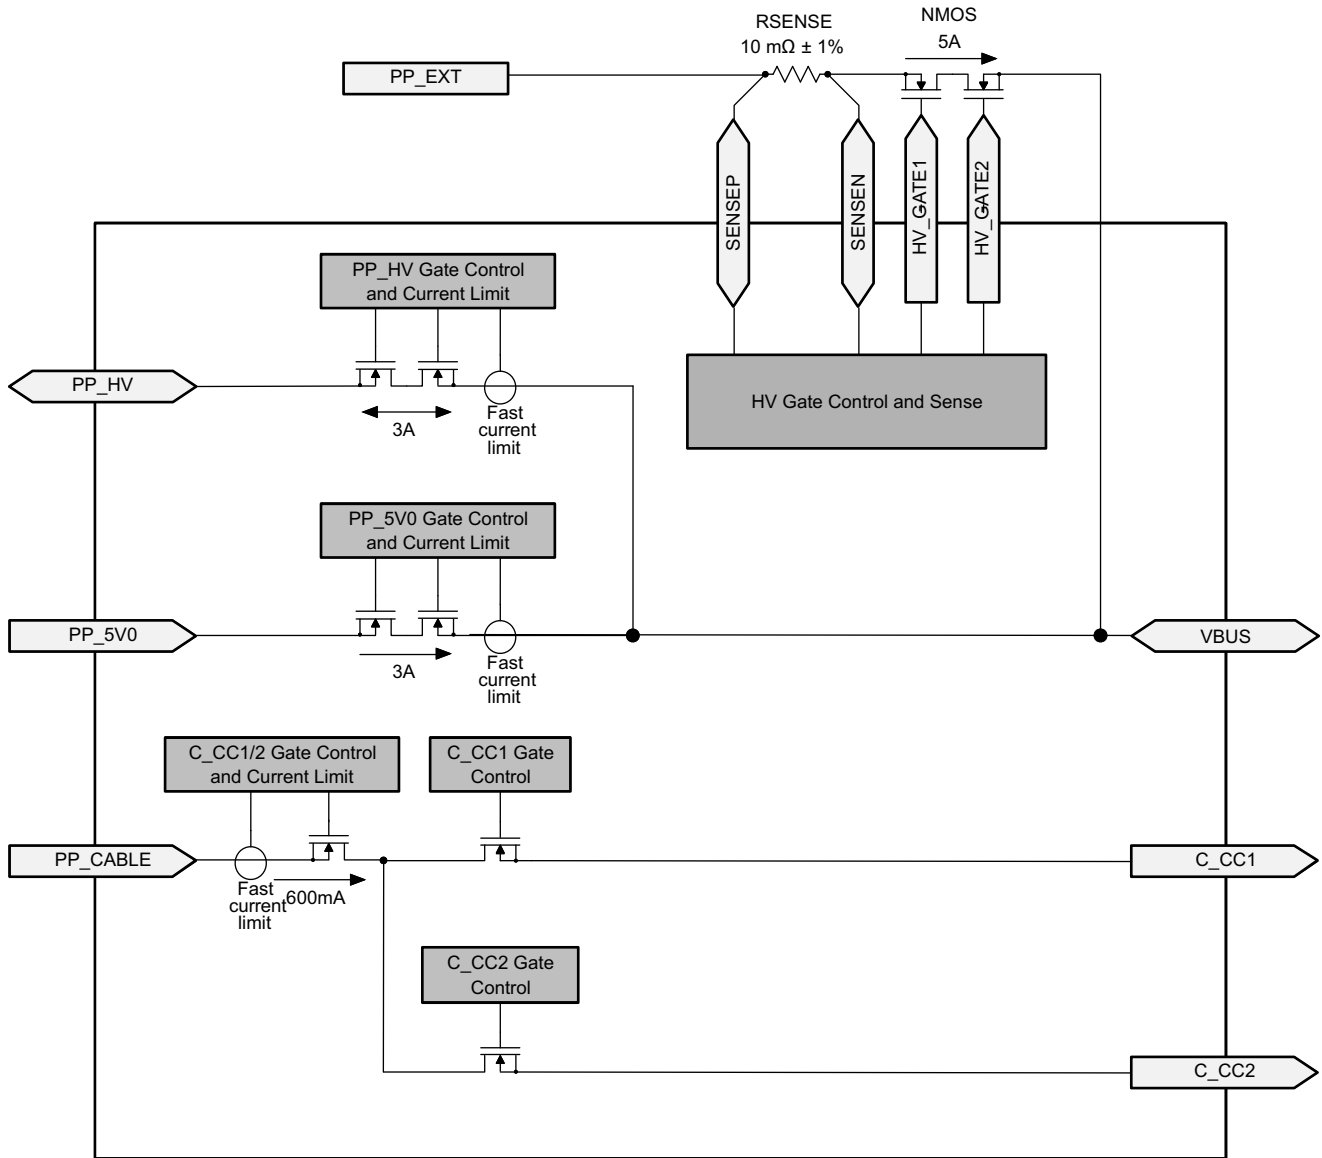 RSENSE
10 mΩ ± 1%
NMOS
5A
PP_EXT
SENSEP
SENSEN
HV_GATE1
HV_GATE2
PP_HV Gate Control
and Current Limit
PP_HV
3A
Fast
current
limit
HV Gate Control and Sense
PP_5V0 Gate Control
and Current Limit
PP_5V0
3A
Fast
current
limit
VBUS
C_CC1/2 Gate Control
and Current Limit
C_CC1 Gate
Control
PP_CABLE
Fast
current
limit
600mA
C_CC1
C_CC2 Gate
Control
C_CC2